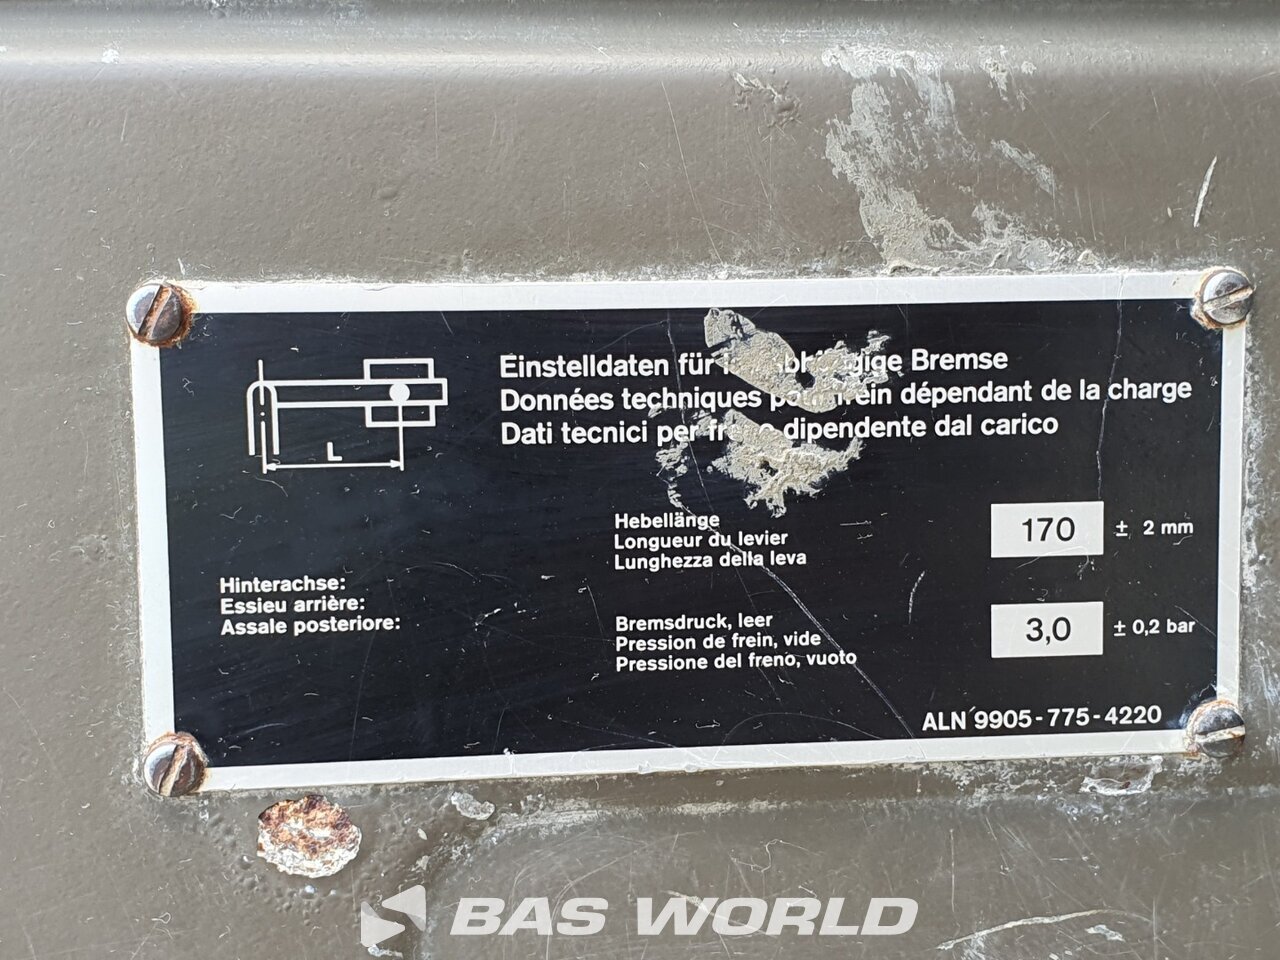 Einstelldaten für Bremse
Données techniques dépendant de la charge
Dati tecnici per dipendente dal carico
L
Hebellänge
Longueur du levier
Lunghezza della leva
170 ± 2 mm
Hinterachse:
Essieu arrière:
Assale posteriore:
Bremsdruck, leer
Pression de frein, vide
Pressione del freno, vuoto
3,0 ± 0,2 bar
ALN 9905-775-4220
BAS WORLD